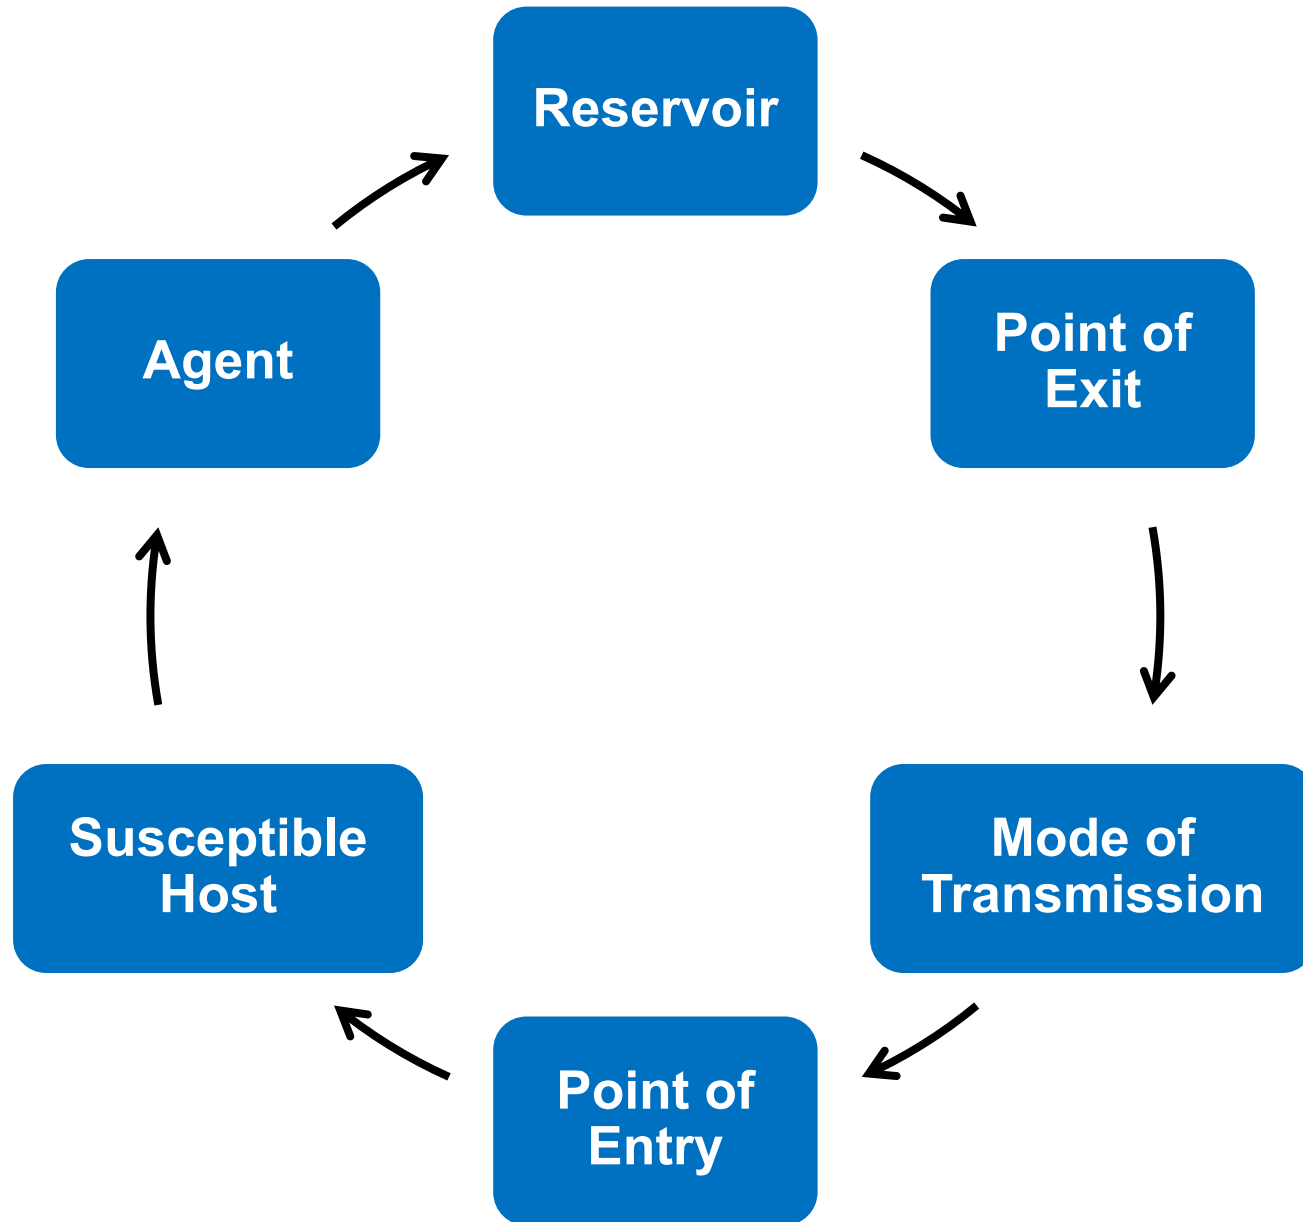 Reservoir
Point of
Exit
Mode of
Transmission
Point of
Entry
Susceptible
Host
Agent